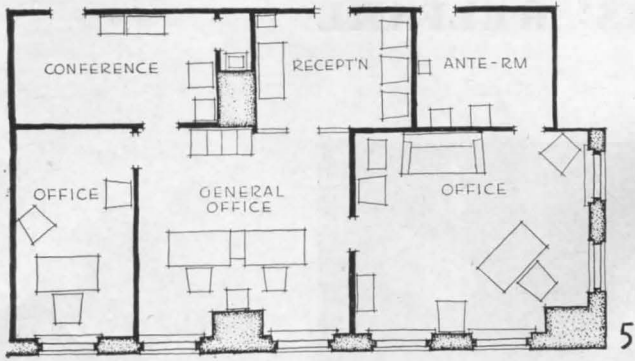 CONFERENCE
RECEPT'N
ANTE-RM
OFFICE
GENERAL
OFFICE
OFFICE
5